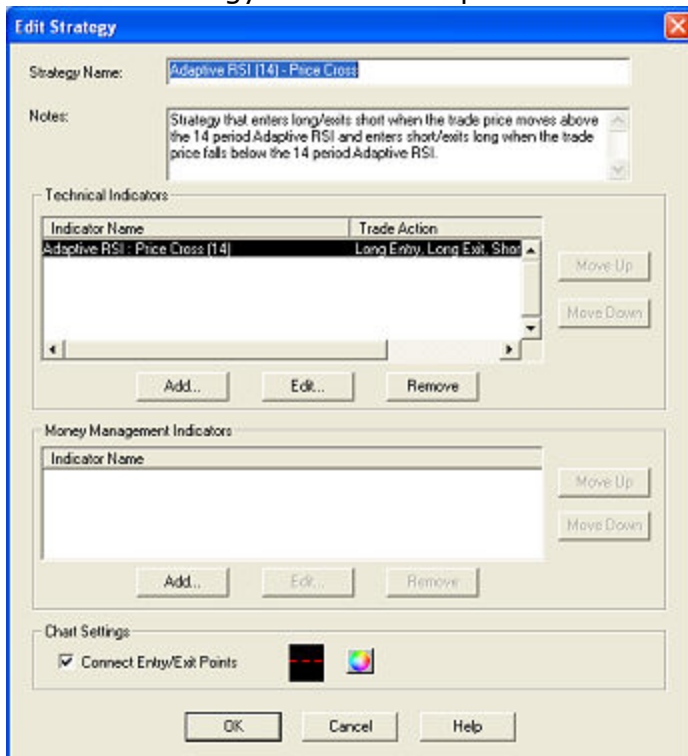 Edit Strategy
Strategy Name:
Adaptive RSI (14) - Price Cross
Notes:
Strategy that enters long/exits short when the trade price moves above
the 14 period Adaptive RSI and enters short/exits long when the trade
price falls below the 14 period Adaptive RSI.
Technical Indicators
Indicator Name Trade Action
Adaptive RSI : Price Cross (14) Long Entry, Long Exit, Shor
Move Up
Move Down
Add... Edit... Remove
Money Management Indicators
Indicator Name
Move Up
Move Down
Add... Edit... Remove
Chart Settings
Connect Entry/Exit Points
OK Cancel Help